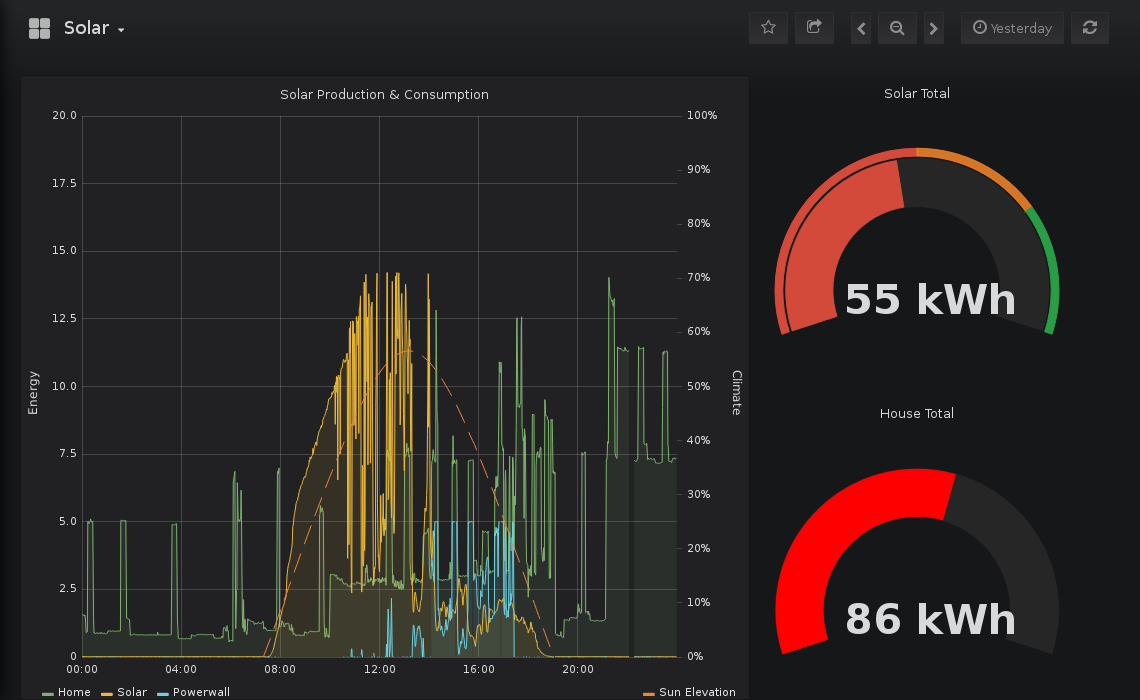 Solar
Yesterday
Solar Production & Consumption
20.0
17.5
15.0
12.5
10.0
7.5
5.0
2.5
0
Energy
100%
90%
80%
70%
60%
50%
40%
30%
20%
10%
0%
Climate
00:00 04:00 08:00 12:00 16:00 20:00
Home Solar Powerwall Sun Elevation
Solar Total
55 kWh
House Total
86 kWh